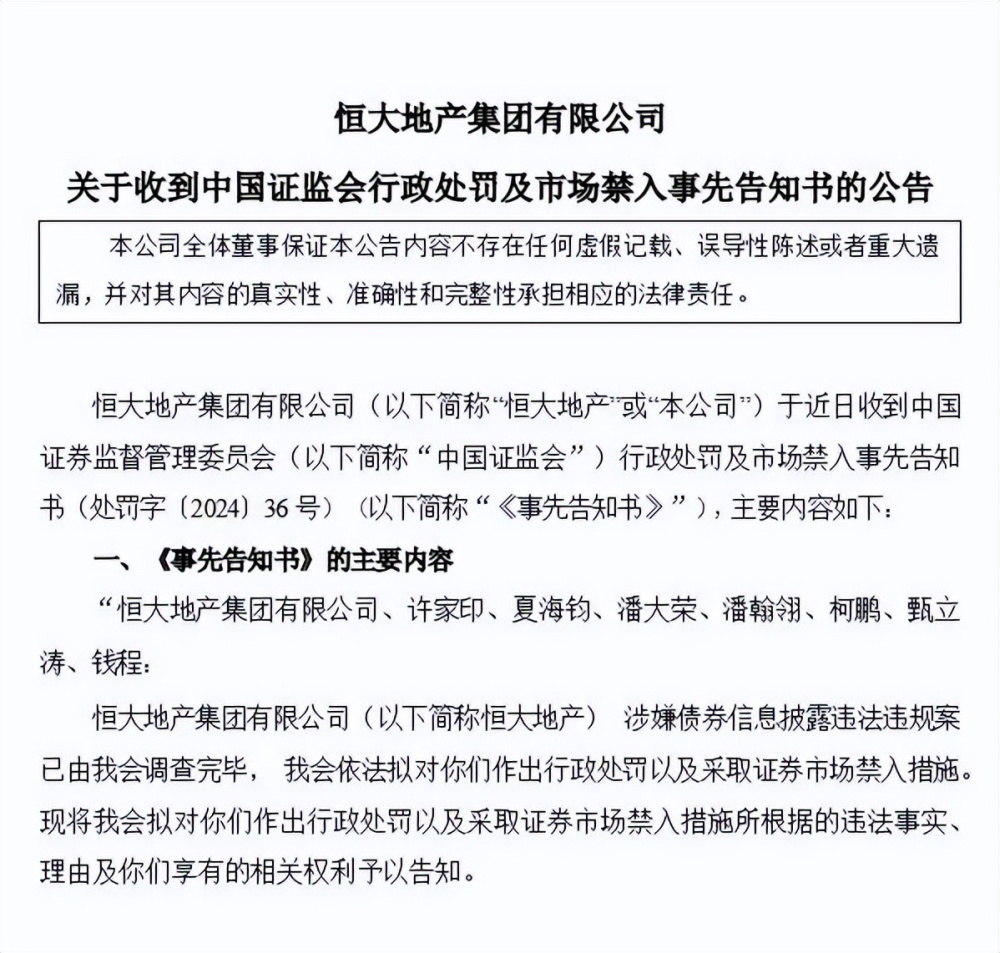 恒大地产集团有限公司
关于收到中国证监会行政处罚及市场禁入事先告知书的公告
本公司全体董事保证本公告内容不存在任何虚假记载、误导性陈述或者重大遗
漏，并对其内容的真实性、准确性和完整性承担相应的法律责任。
恒大地产集团有限公司（以下简称“恒大地产”或“本公司”）于近日收到中国
证券监督管理委员会（以下简称“中国证监会”）行政处罚及市场禁入事先告知
书（处罚字〔2024〕36 号）（以下简称“《事先告知书》”），主要内容如下：
一、《事先告知书》的主要内容
“恒大地产集团有限公司、许家印、夏海钧、潘大荣、潘翰翎、柯鹏、甄立
涛、钱程：
恒大地产集团有限公司（以下简称恒大地产） 涉嫌债券信息披露违法违规案
已由我会调查完毕， 我会依法拟对你们作出行政处罚以及采取证券市场禁入措施。
现将我会拟对你们作出行政处罚以及采取证券市场禁入措施所根据的违法事实、
理由及你们享有的相关权利予以告知。